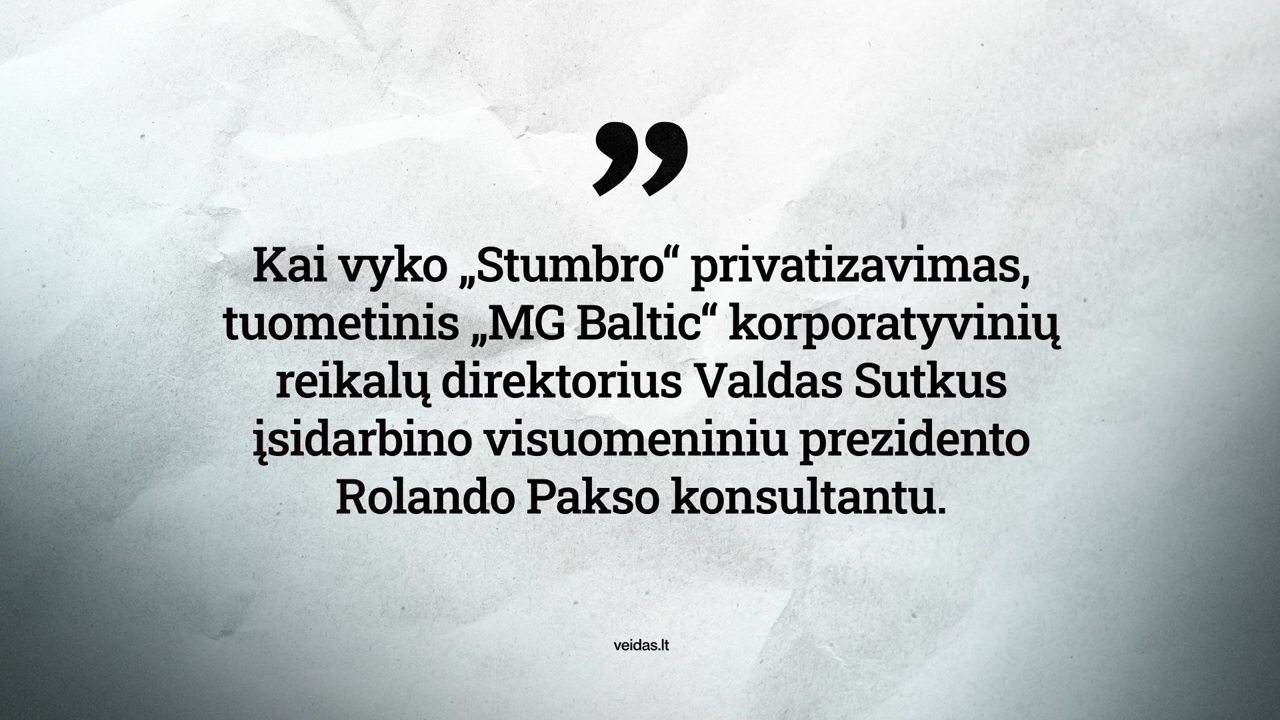 ”
Kai vyko „Stumbro“ privatizavimas,
tuometinis „MG Baltic“ korporatyvinių
reikalų direktorius Valdas Sutkus
įsidarbino visuomeniniu prezidento
Rolando Pakso konsultantu.
veidas.lt